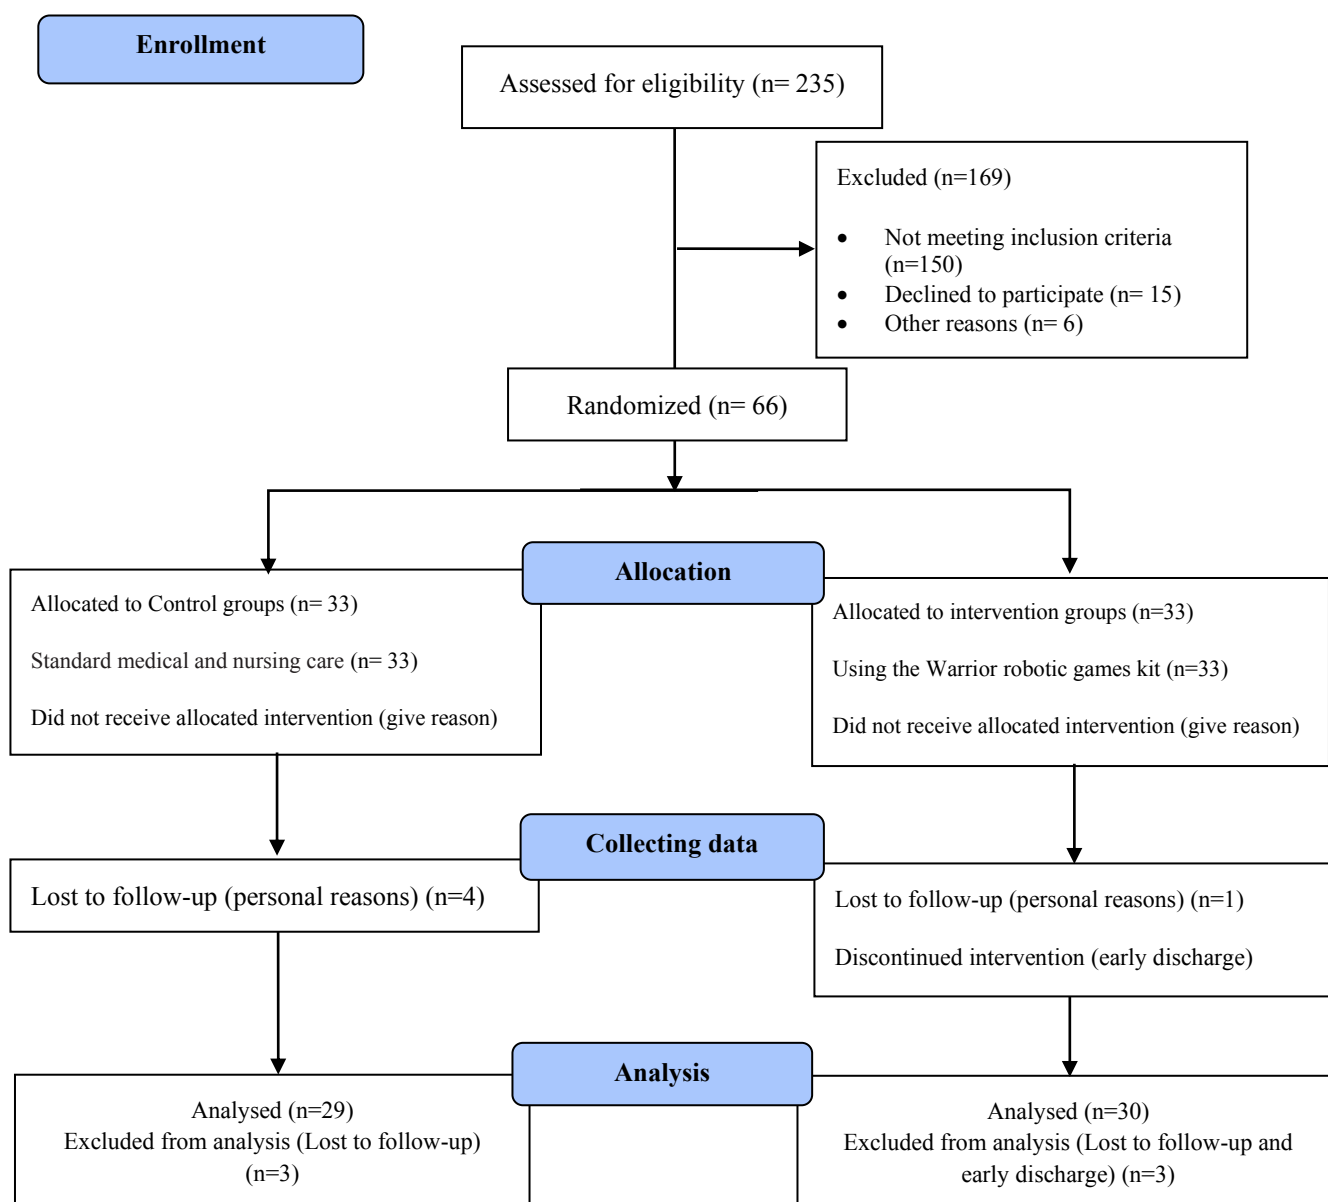 Enrollment
Assessed for eligibility (n= 235)
Excluded (n=169)
• Not meeting inclusion criteria
(n=150)
• Declined to participate (n= 15)
• Other reasons (n= 6)
Randomized (n= 66)
Allocation
Allocated to Control groups (n= 33)
Standard medical and nursing care (n= 33)
Did not receive allocated intervention (give reason)
Allocated to intervention groups (n=33)
Using the Warrior robotic games kit (n=33)
Did not receive allocated intervention (give reason)
Collecting data
Lost to follow-up (personal reasons) (n=4)
Lost to follow-up (personal reasons) (n=1)
Discontinued intervention (early discharge)
Analysis
Analysed (n=29)
Excluded from analysis (Lost to follow-up)
(n=3)
Analysed (n=30)
Excluded from analysis (Lost to follow-up and
early discharge) (n=3)